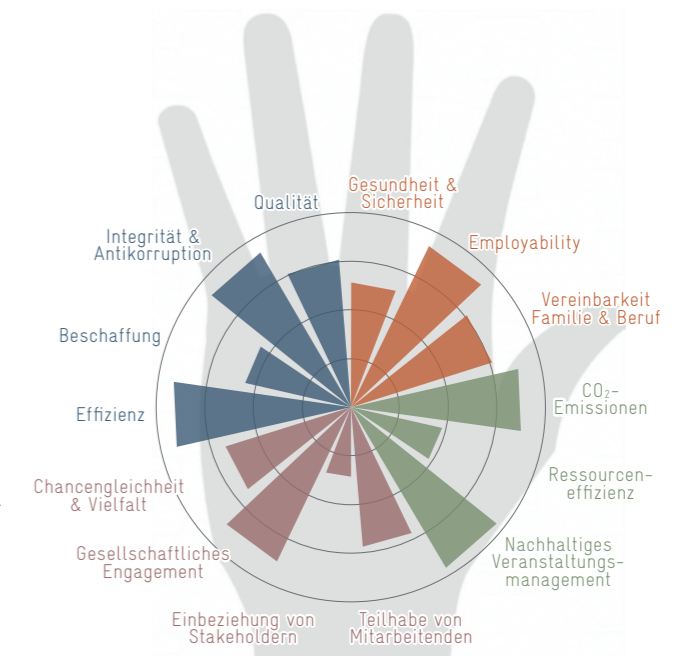 Gesundheit &
Sicherheit
Employability
Vereinbarkeit
Familie & Beruf
CO₂-
Emissionen
Ressourcen-
effizienz
Nachhaltiges
Veranstaltungs-
management
Teilhabe von
Mitarbeitenden
Einbeziehung von
Stakeholdern
Gesellschaftliches
Engagement
Chancengleichheit
& Vielfalt
Effizienz
Beschaffung
Integrität &
Antikorruption
Qualität